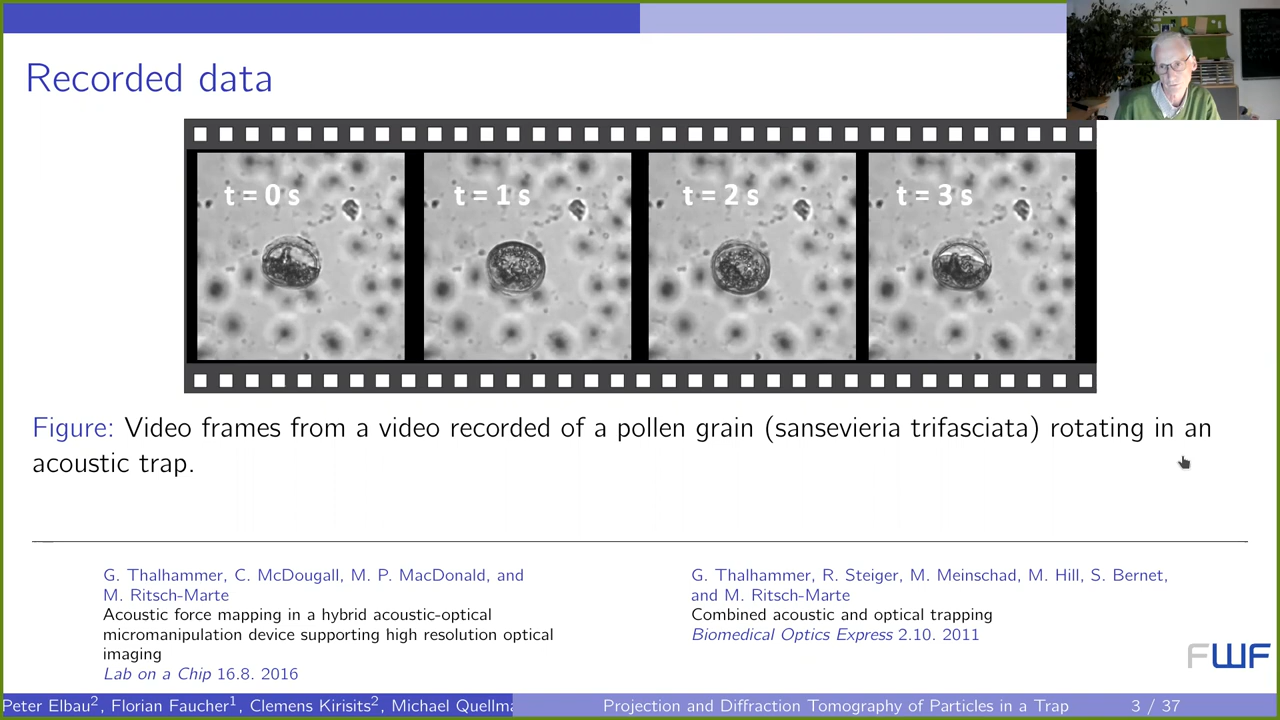 Recorded data
t = 0 s
t = 1 s
t = 2 s
t = 3 s
Figure: Video frames from a video recorded of a pollen grain (sansevieria trifasciata) rotating in an
acoustic trap.
G. Thalhammer, C. McDougall, M. P. MacDonald, and
M. Ritsch-Marte
Acoustic force mapping in a hybrid acoustic-optical
micromanipulation device supporting high resolution optical
imaging
Lab on a Chip 16.8. 2016
G. Thalhammer, R. Steiger, M. Meinschad, M. Hill, S. Bernet,
and M. Ritsch-Marte
Combined acoustic and optical trapping
Biomedical Optics Express 2.10. 2011
FWF
Peter Elbau², Florian Faucher¹, Clemens Kirisits², Michael Quellma
Projection and Diffraction Tomography of Particles in a Trap
3 / 37